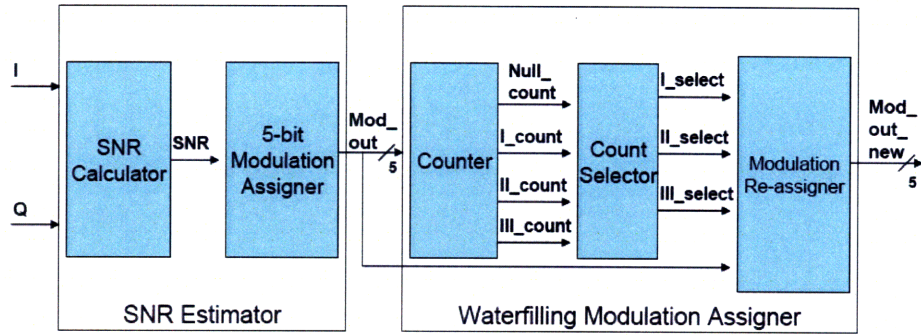 I
Q
SNR
Calculator
SNR
5-bit
Modulation
Assigner
Mod_
out
5
SNR Estimator
Counter
Null_
count
I_count
II_count
III_count
Count
Selector
I_select
II_select
III_select
Modulation
Re-assigner
Mod_
out_
new
5
Waterfilling Modulation Assigner